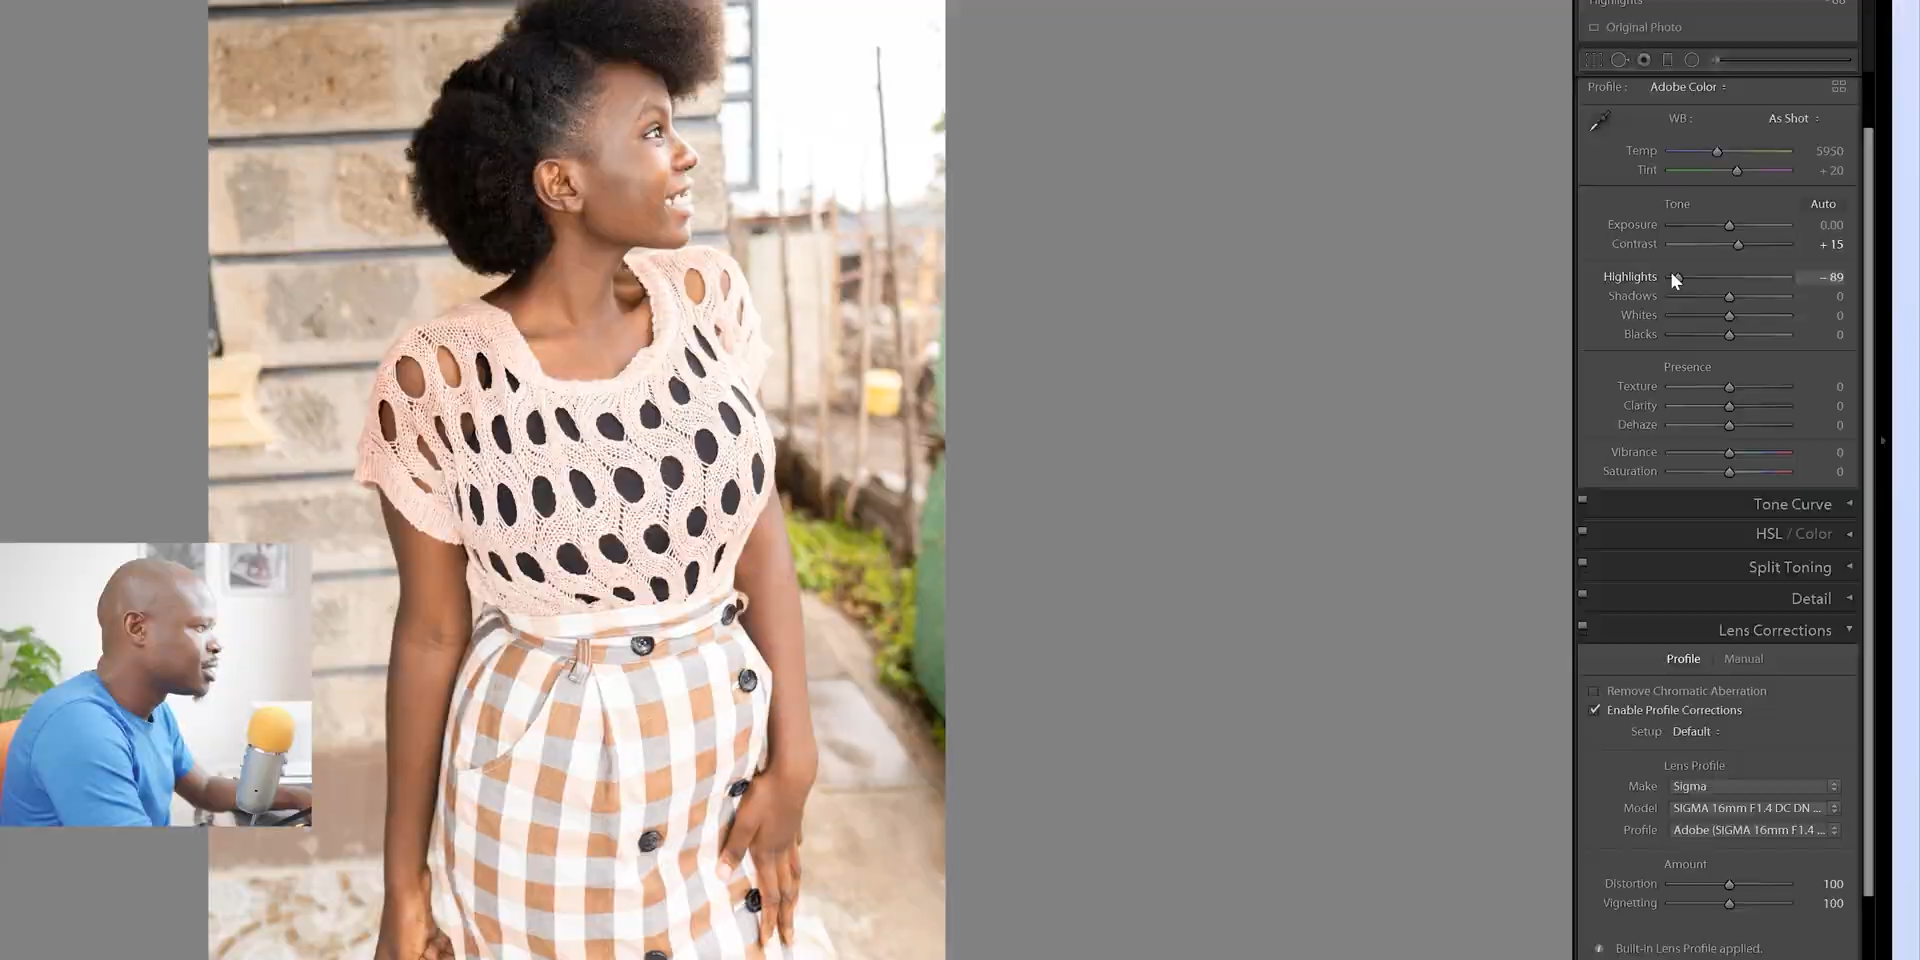 Highlights - 88
Original Photo
Profile : Adobe Color
WB : As Shot
Temp 5950
Tint + 20
Tone Auto
Exposure 0.00
Contrast + 15
Highlights – 89
Shadows 0
Whites 0
Blacks 0
Presence
Texture 0
Clarity 0
Dehaze 0
Vibrance 0
Saturation 0
Tone Curve
HSL / Color
Split Toning
Detail
Lens Corrections
Profile Manual
Remove Chromatic Aberration
Enable Profile Corrections
Setup Default
Lens Profile
Make Sigma
Model SIGMA 16mm F1.4 DC DN ...
Profile Adobe (SIGMA 16mm F1.4 ...
Amount
Distortion 100
Vignetting 100
Built-in Lens Profile applied.